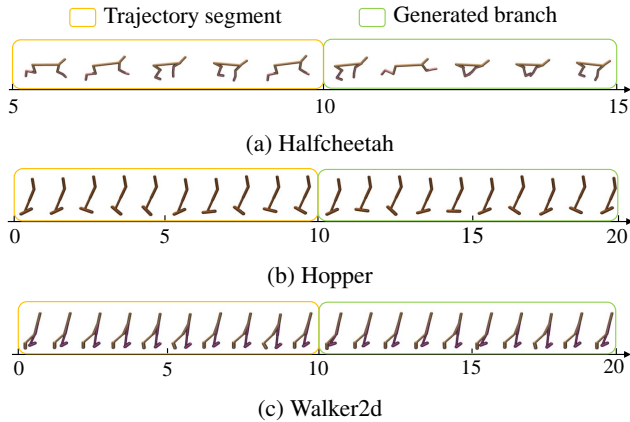 Trajectory segment Generated branch
5 10 15
(a) Halfcheetah
0 5 10 15 20
(b) Hopper
0 5 10 15 20
(c) Walker2d